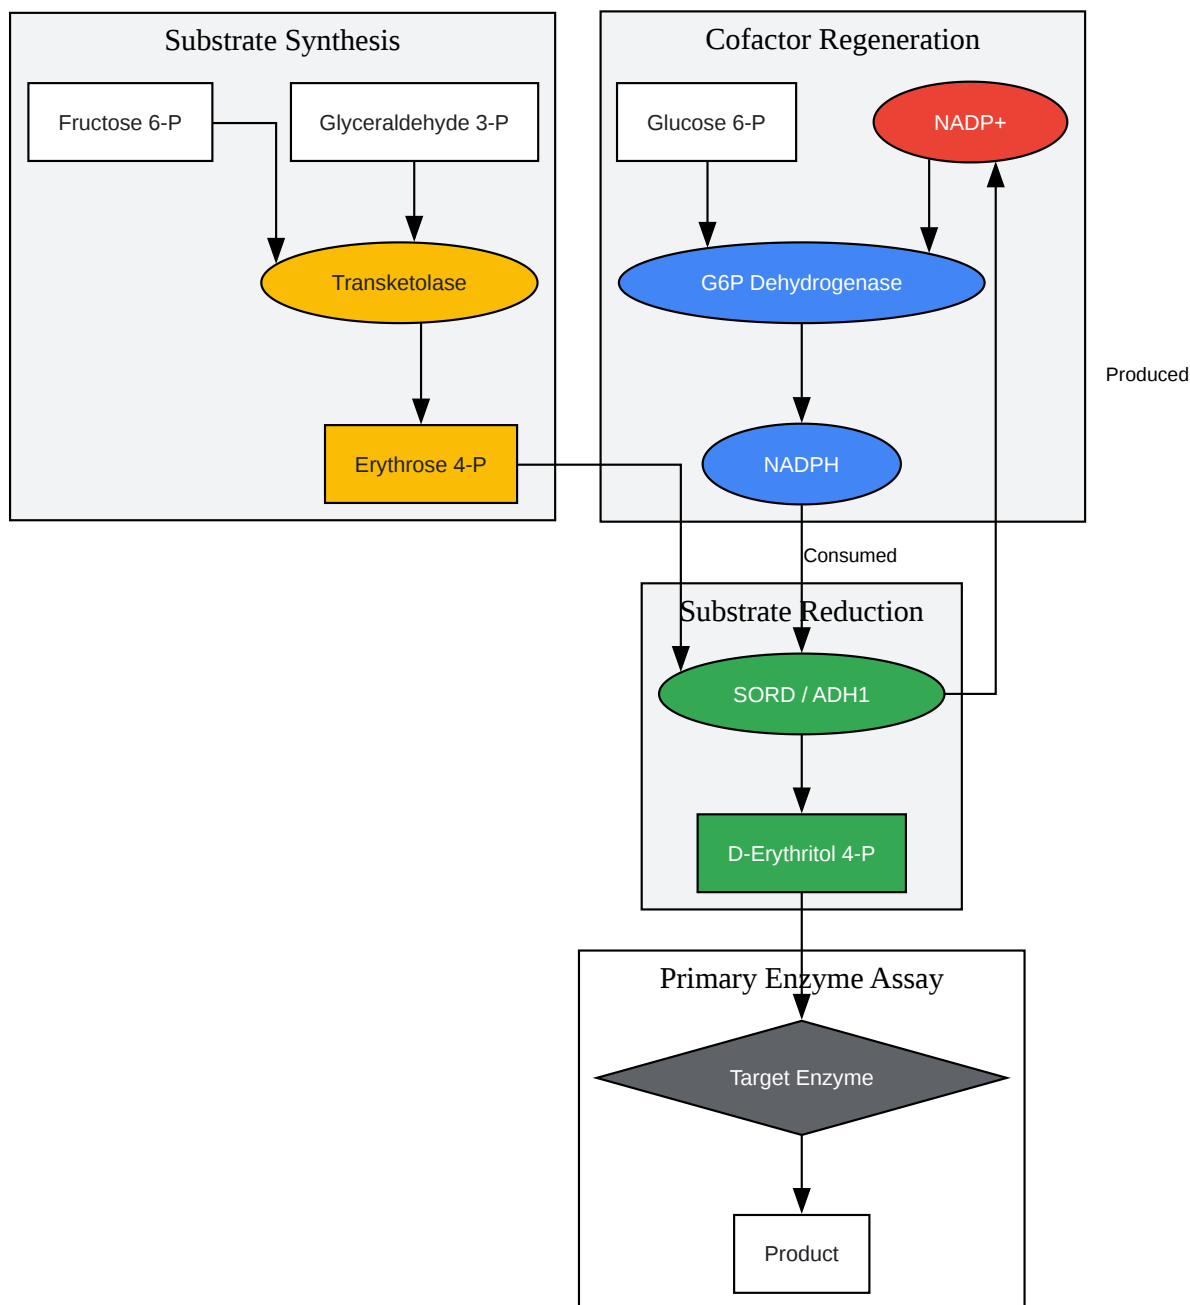 Substrate Synthesis
Fructose 6-P
Glyceraldehyde 3-P
Transketolase
Erythrose 4-P
Cofactor Regeneration
Glucose 6-P
NADP+
G6P Dehydrogenase
NADPH
Produced
Consumed
Substrate Reduction
SORD / ADH1
D-Erythritol 4-P
Primary Enzyme Assay
Target Enzyme
Product